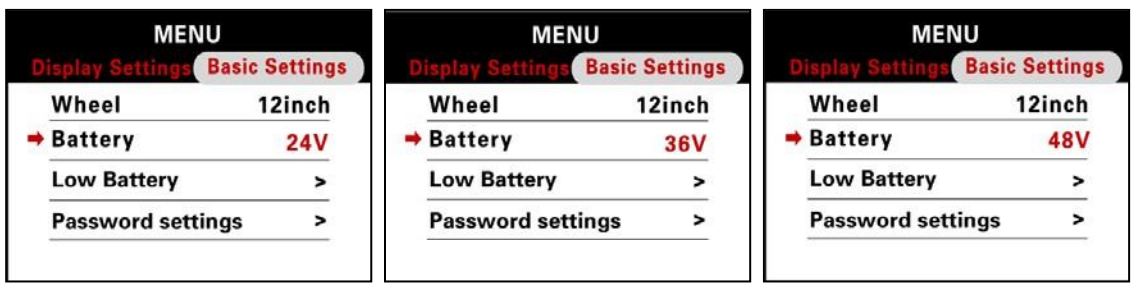 MENU
Display Settings Basic Settings
Wheel 12inch
Battery 24V
Low Battery >
Password settings >
MENU
Display Settings Basic Settings
Wheel 12inch
Battery 36V
Low Battery >
Password settings >
MENU
Display Settings Basic Settings
Wheel 12inch
Battery 48V
Low Battery >
Password settings >